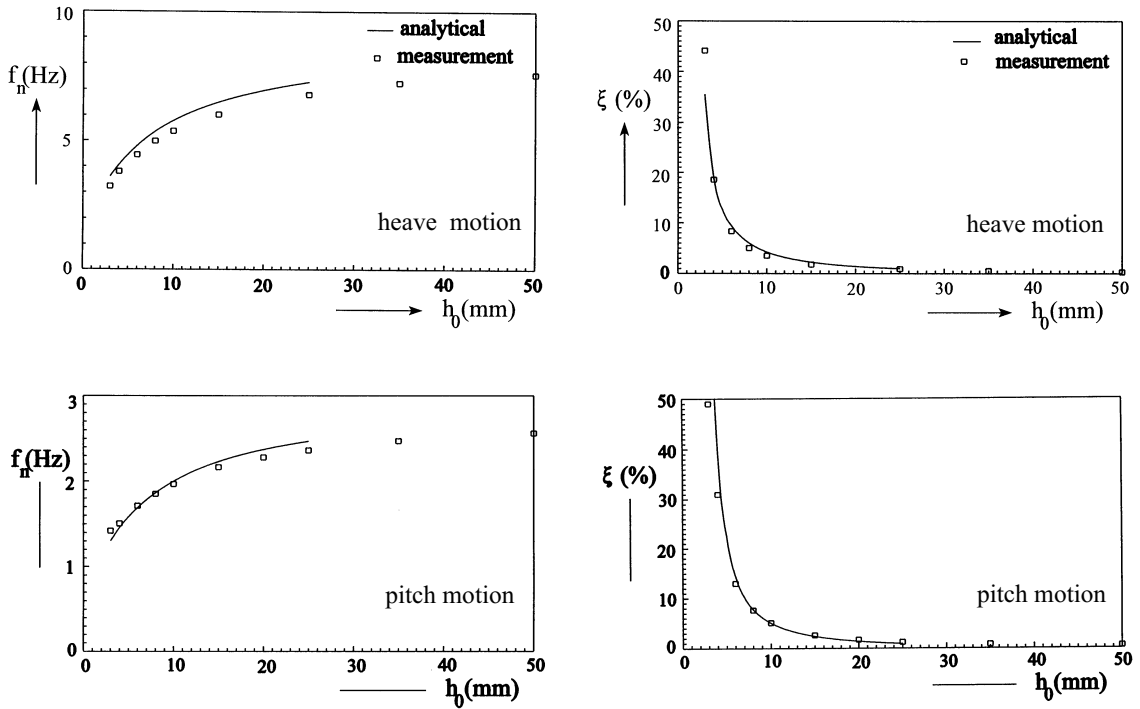 10
5
0
f_n(Hz)
analytical
measurement
heave motion
0 10 20 30 40 50
h_0(mm)
50
40
30
20
10
0
ξ (%)
analytical
measurement
heave motion
0 10 20 30 40 50
h_0(mm)
3
2
1
0
f_n(Hz)
pitch motion
0 10 20 30 40 50
h_0(mm)
50
40
30
20
10
0
ξ (%)
pitch motion
0 10 20 30 40 50
h_0(mm)